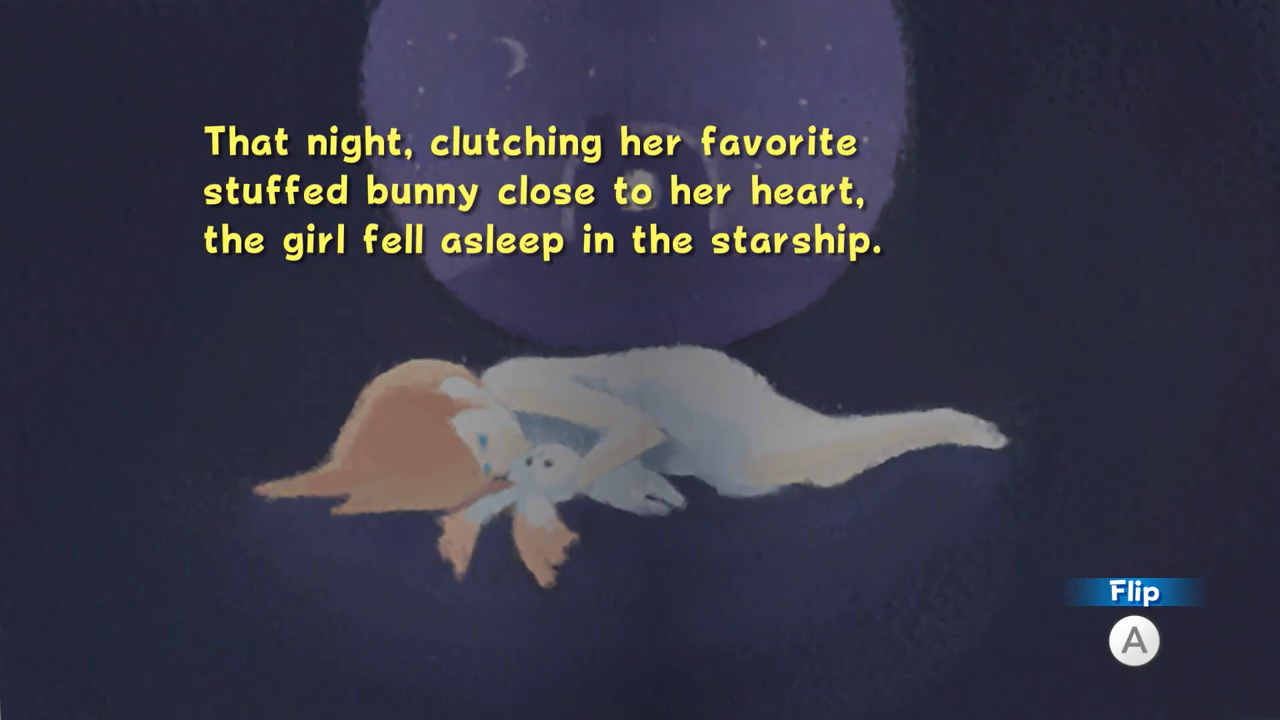 That night, clutching her favorite
stuffed bunny close to her heart,
the girl fell asleep in the starship.
Flip
A